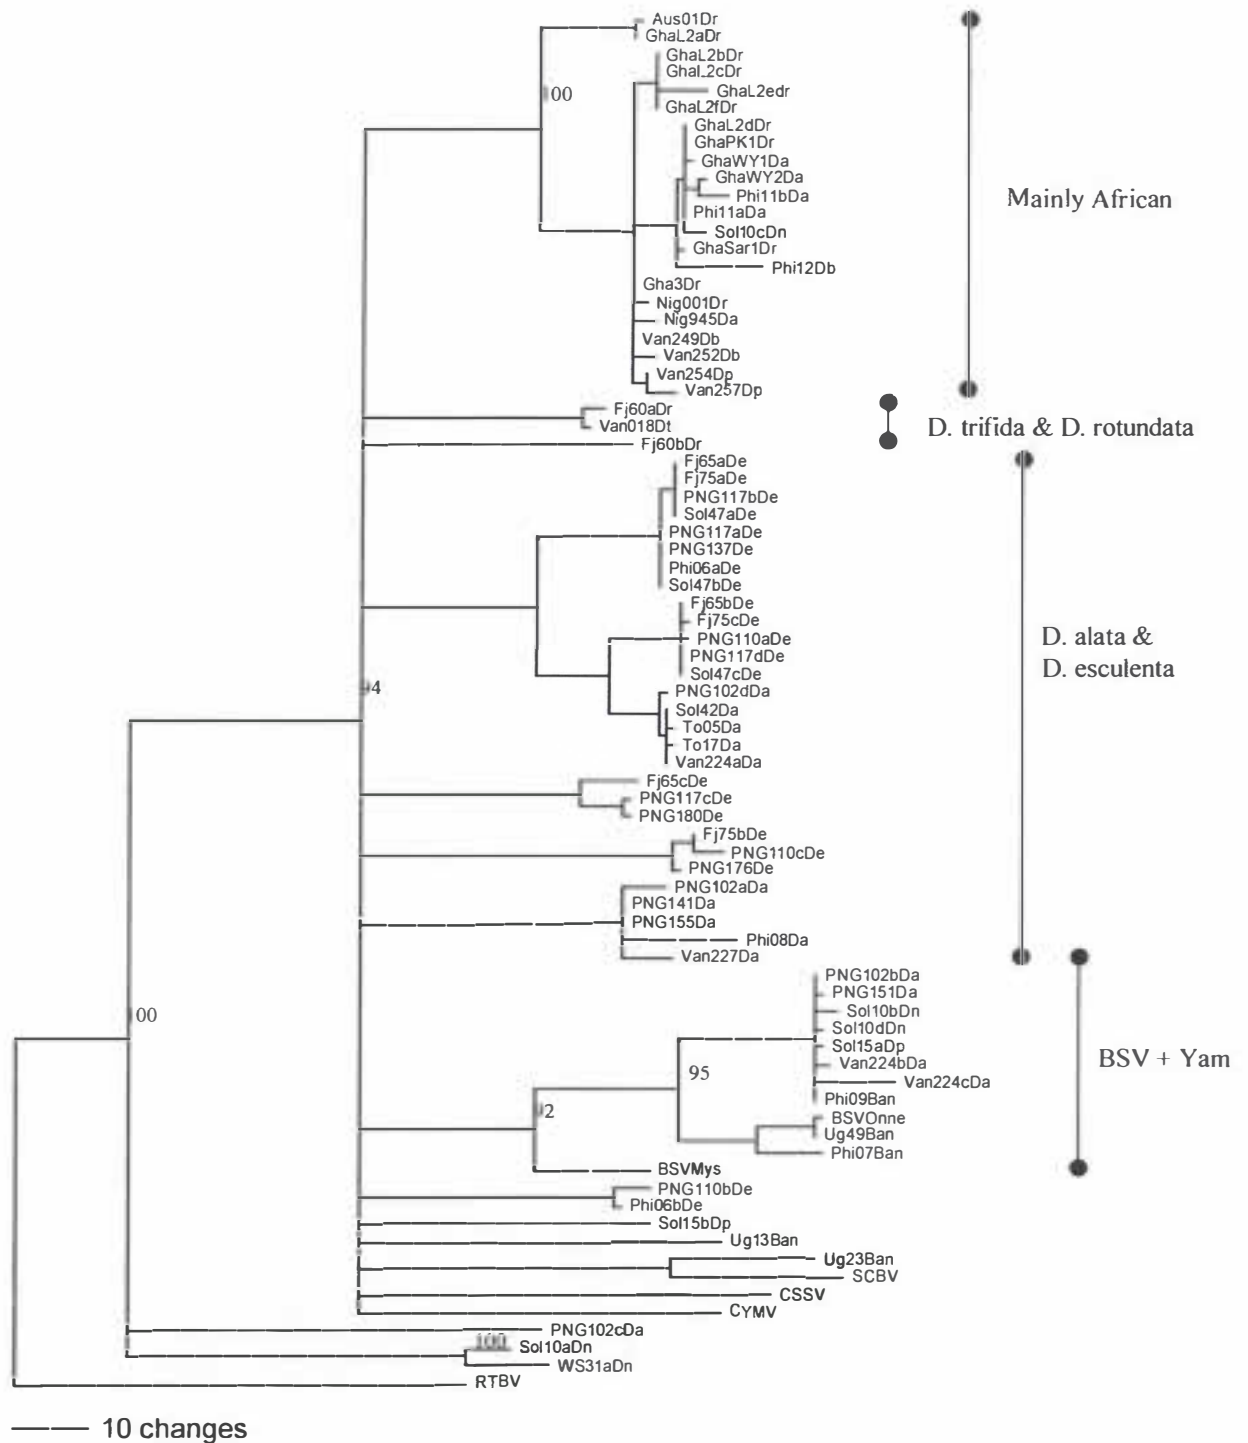 Aus01Dr
GhaL2aDr
GhaL2bDr
GhaL2cDr
GhaL2edr
GhaL2fDr
GhaL2dDr
GhaPK1Dr
GhaWY1Da
GhaWY2Da
Phi11bDa
Phi11aDa
Sol10cDn
GhaSar1Dr
Phi12Db
Gha3Dr
Nig001Dr
Nig945Da
Van249Db
Van252Db
Van254Dp
Van257Dp
Mainly African
00
Fj60aDr
Van018Dt
Fj60bDr
D. trifida & D. rotundata
Fj65aDe
Fj75aDe
PNG117bDe
Sol47aDe
PNG117aDe
PNG137De
Phi06aDe
Sol47bDe
Fj65bDe
Fj75cDe
PNG110aDe
PNG117dDe
Sol47cDe
PNG102dDa
Sol42Da
To05Da
To17Da
Van224aDa
D. alata &
D. esculenta
4
Fj65cDe
PNG117cDe
PNG180De
Fj75bDe
PNG110cDe
PNG176De
PNG102aDa
PNG141Da
PNG155Da
Phi08Da
Van227Da
PNG102bDa
PNG151Da
Sol10bDn
Sol10dDn
Sol15aDp
Van224bDa
Van224cDa
Phi09Ban
BSVOnne
Ug49Ban
Phi07Ban
BSV + Yam
00
95
2
BSVMys
PNG110bDe
Phi06bDe
Sol15bDp
Ug13Ban
Ug23Ban
SCBV
CSSV
CYMV
PNG102cDa
100
Sol10aDn
WS31aDn
RTBV
10 changes